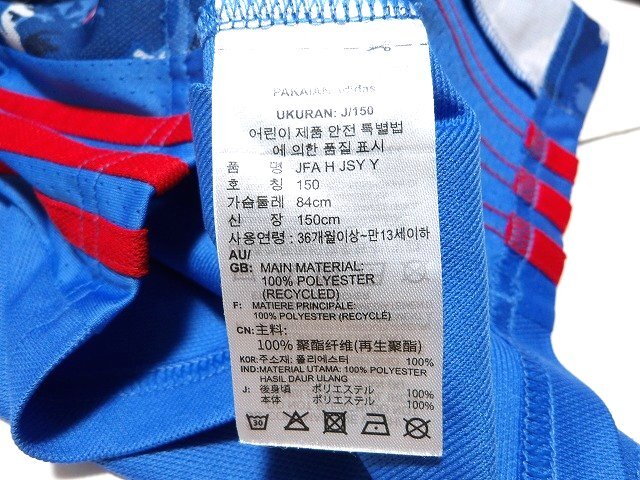 PAKAIAN: adidas
UKURAN: J/150
어린이 제품 안전 특별법
에 의한 품질 표시
품 명 JFA H JSY Y
호 칭 150
가슴둘레 84cm
신 장 150cm
사용연령 : 36개월이상~만13세이하
AU/
GB: MAIN MATERIAL:
100% POLYESTER
(RECYCLED)
F: MATIERE PRINCIPALE:
100% POLYESTER (RECYCLÉ)
CN: 主料:
100% 聚酯纤维(再生聚酯)
KOR: 주소재: 폴리에스터 100%
IND: MATERIAL UTAMA: 100% POLYESTER
HASIL DAUR ULANG
J: 後身頃 ポリエステル 100%
本体 ポリエステル 100%
30